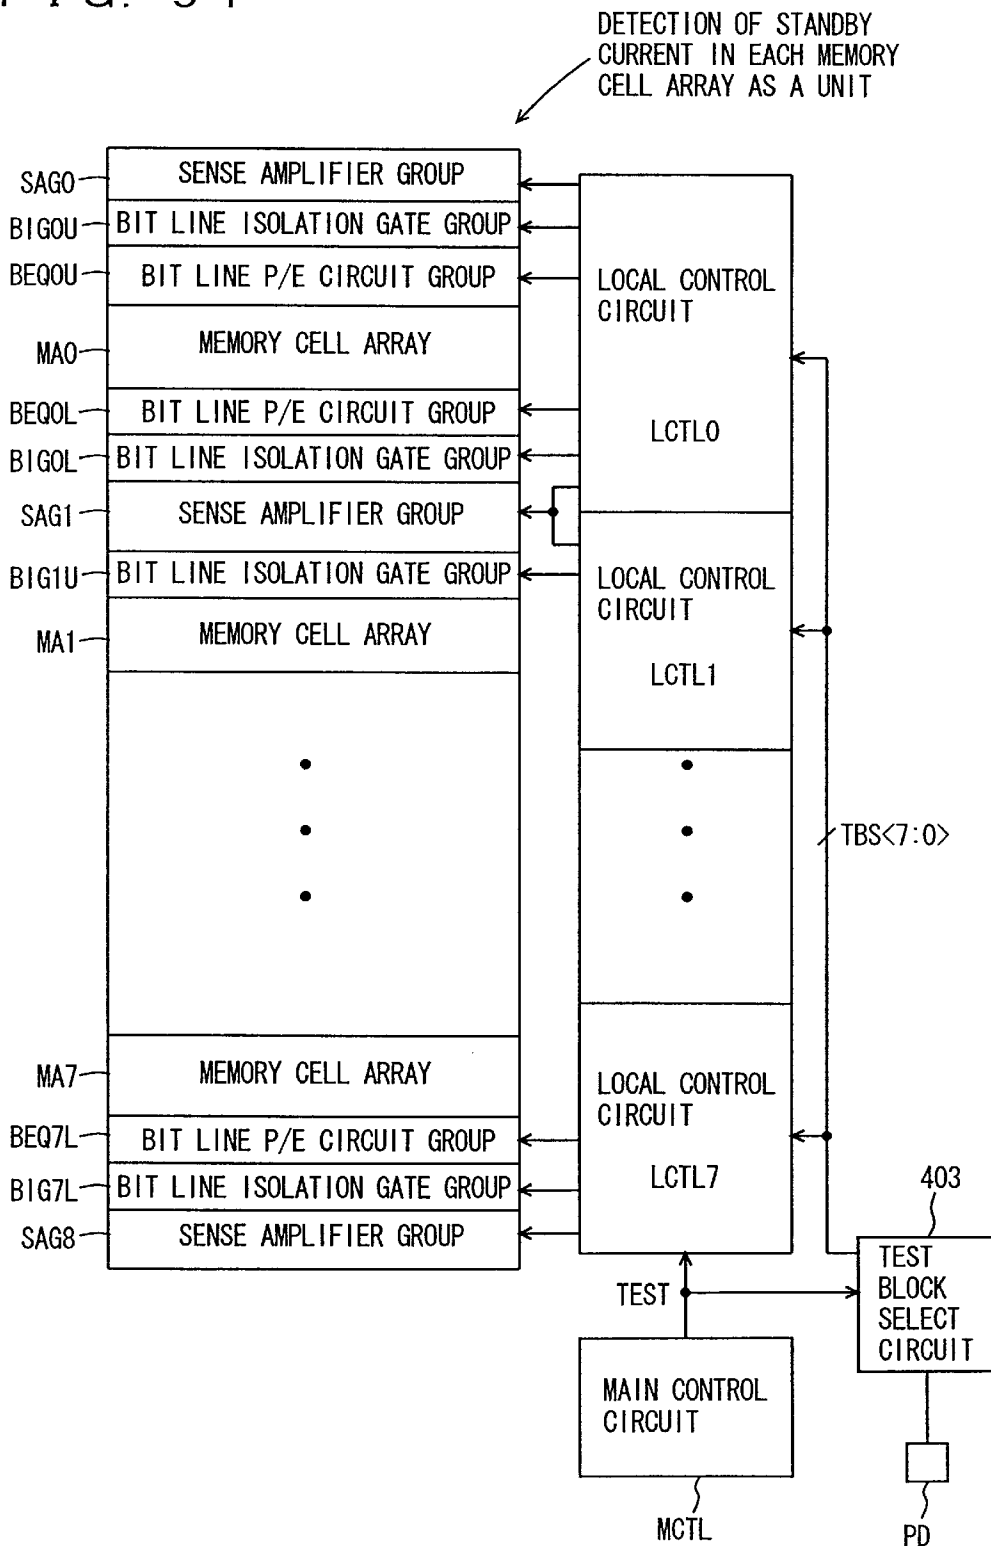 DETECTION OF STANDBY
CURRENT IN EACH MEMORY
CELL ARRAY AS A UNIT
SAG0
SENSE AMPLIFIER GROUP
BIG0U
BIT LINE ISOLATION GATE GROUP
BEQ0U
BIT LINE P/E CIRCUIT GROUP
LOCAL CONTROL
CIRCUIT
MA0
MEMORY CELL ARRAY
BEQ0L
BIT LINE P/E CIRCUIT GROUP
LCTL0
BIG0L
BIT LINE ISOLATION GATE GROUP
SAG1
SENSE AMPLIFIER GROUP
BIG1U
BIT LINE ISOLATION GATE GROUP
LOCAL CONTROL
CIRCUIT
MA1
MEMORY CELL ARRAY
LCTL1
TBS<7:0>
MA7
MEMORY CELL ARRAY
LOCAL CONTROL
CIRCUIT
BEQ7L
BIT LINE P/E CIRCUIT GROUP
BIG7L
BIT LINE ISOLATION GATE GROUP
LCTL7
403
SAG8
SENSE AMPLIFIER GROUP
TEST
BLOCK
SELECT
CIRCUIT
TEST
MAIN CONTROL
CIRCUIT
MCTL
PD